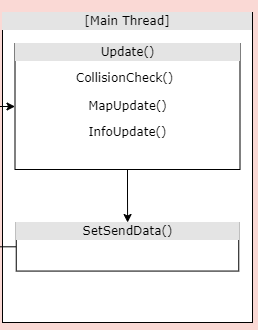 [Main Thread]
Update()
CollisionCheck()
MapUpdate()
InfoUpdate()
SetSendData()